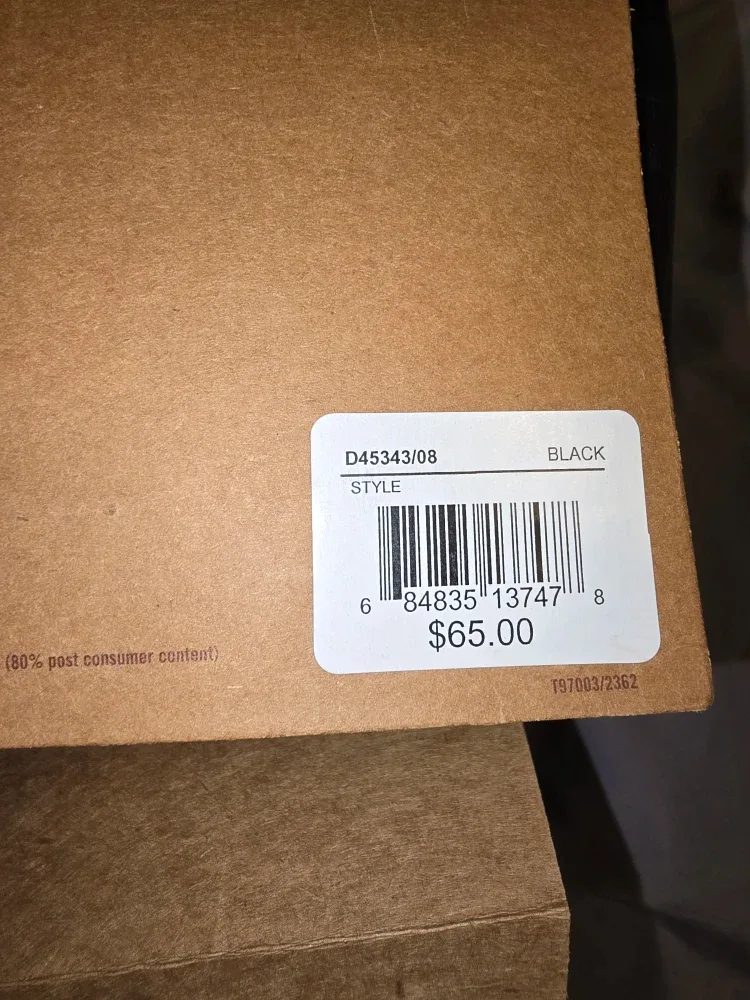 D45343/08 BLACK
STYLE
6 84835 13747 8
$65.00
(80% post consumer content)
T97003/2362